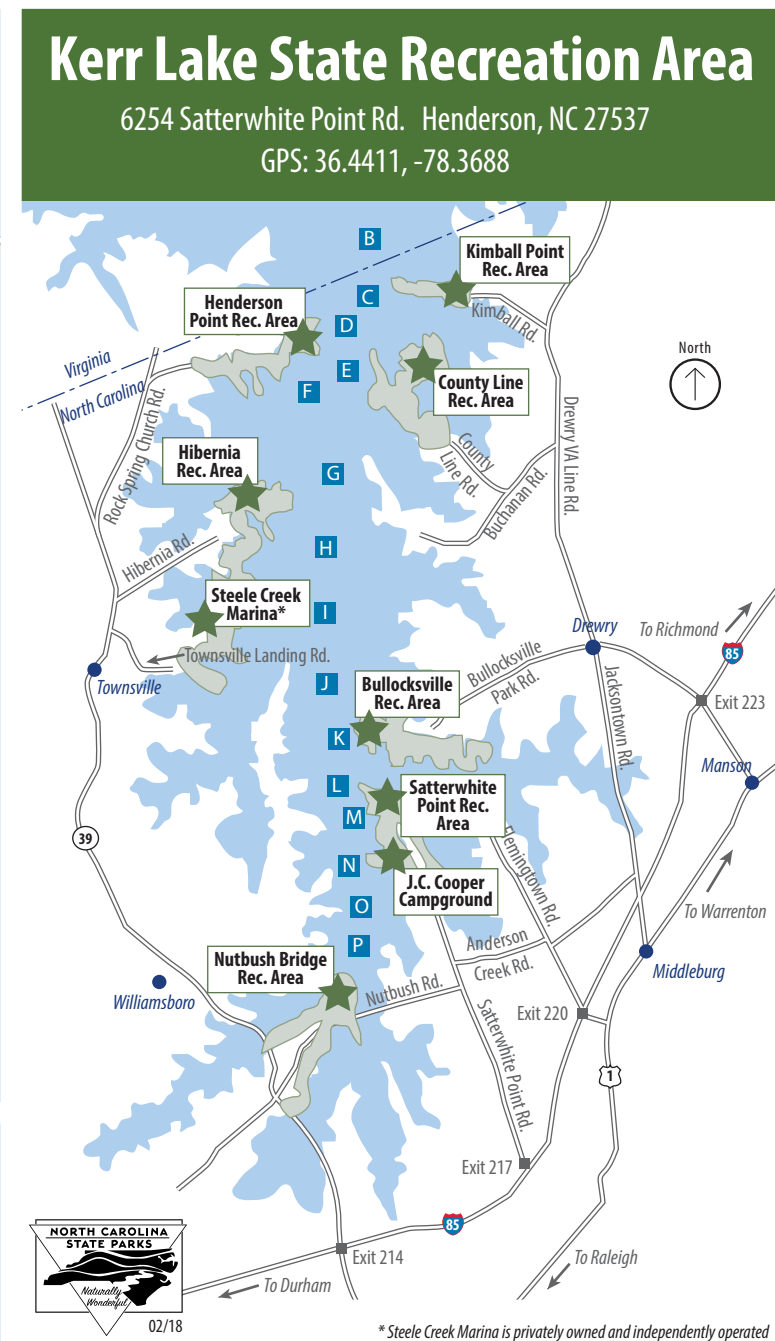 Kerr Lake State Recreation Area
6254 Satterwhite Point Rd. Henderson, NC 27537
GPS: 36.4411, -78.3688
B
Kimball Point
Rec. Area
C
Kimball Rd.
Henderson
Point Rec. Area
D
North
Virginia
North Carolina
E
F
County Line
Rec. Area
Rock Spring Church Rd.
Drewry VA Line Rd.
County
Line Rd.
Buchanan Rd.
Hibernia
Rec. Area
G
H
Hibernia Rd.
Steele Creek
Marina*
I
Townsville Landing Rd.
Townsville
Drewry
To Richmond
85
Bullocksville
Park Rd.
Jacksontown Rd.
J
Bullocksville
Rec. Area
Exit 223
K
Manson
L
Satterwhite
Point Rec.
Area
M
39
Flemingtown Rd.
N
J.C. Cooper
Campground
O
To Warrenton
P
Anderson
Creek Rd.
Nutbush Bridge
Rec. Area
Nutbush Rd.
Middleburg
Williamsboro
Satterwhite Point Rd.
Exit 220
1
Exit 217
85
Exit 214
To Durham
To Raleigh
NORTH CAROLINA
STATE PARKS
Naturally
Wonderful
02/18
* Steele Creek Marina is privately owned and independently operated